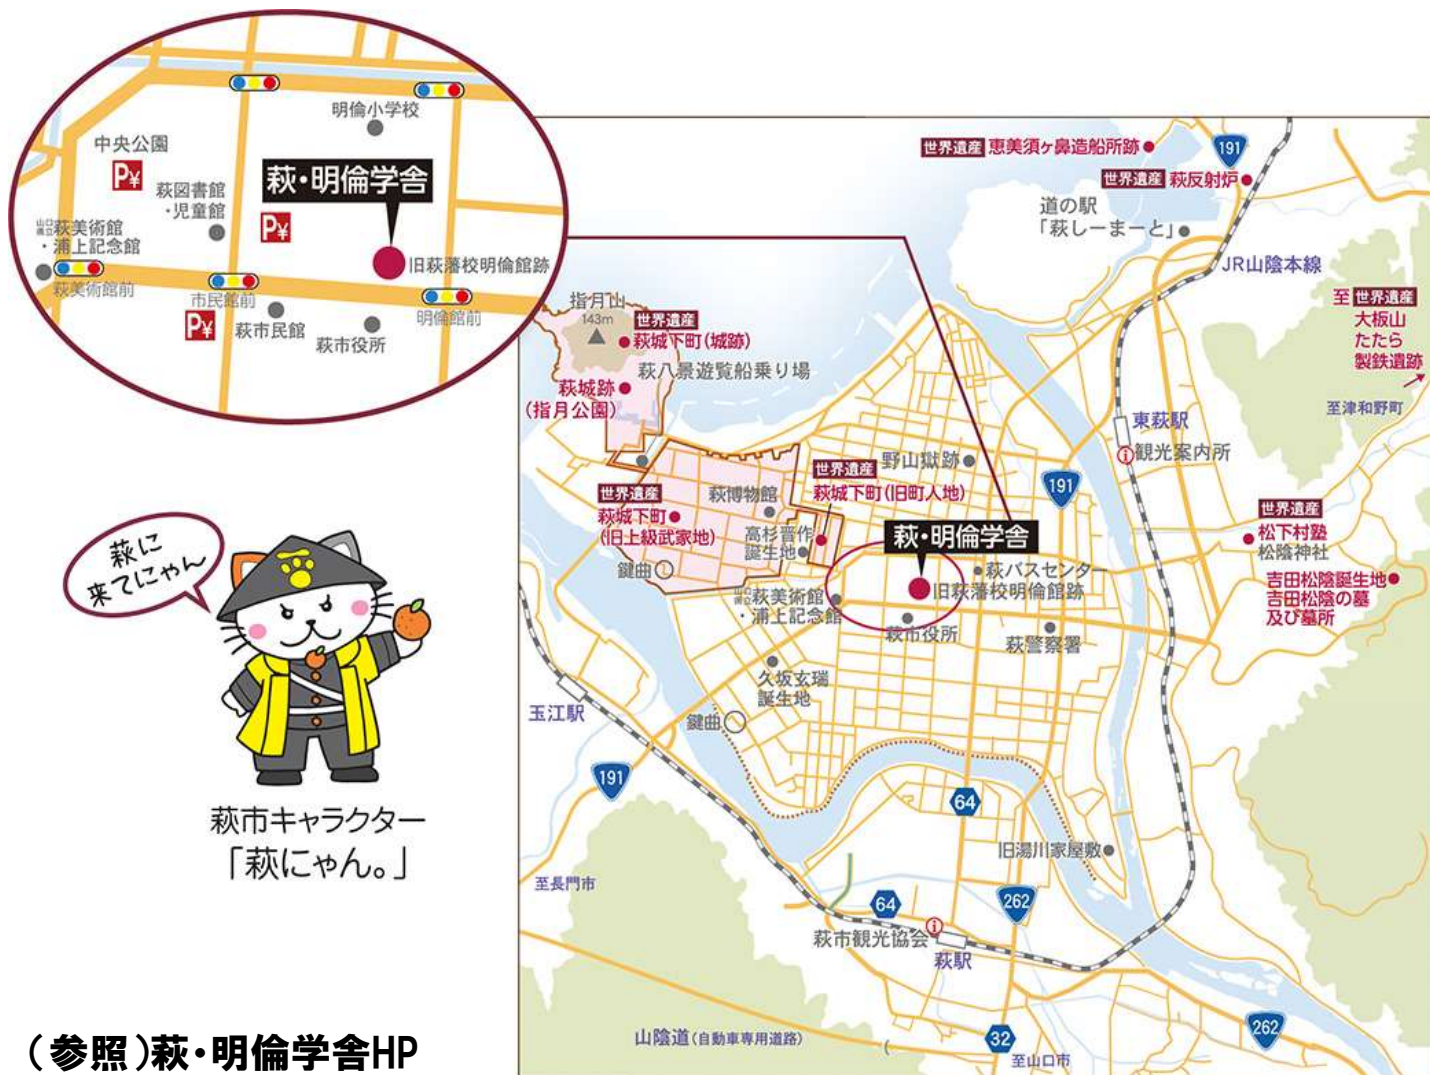 明倫小学校
中央公園
P¥
萩・明倫学舎
萩図書館
・児童館
P¥
山口
県立
萩美術館
・浦上記念館
旧萩藩校明倫館跡
萩美術館前
市民館前
明倫館前
P¥
萩市民館
萩市役所
世界遺産 恵美須ヶ鼻造船所跡
191
世界遺産 萩反射炉
道の駅
「萩しーまーと」
JR山陰本線
指月山
143m
世界遺産
萩城下町(城跡)
萩八景遊覧船乗り場
萩城跡
(指月公園)
至 世界遺産
大板山
たたら
製鉄遺跡
至津和野町
東萩駅
i 観光案内所
野山獄跡
191
世界遺産
萩城下町(旧町人地)
世界遺産
萩城下町
(旧上級武家地)
萩博物館
高杉晋作
誕生地
鍵曲
萩・明倫学舎
世界遺産
松下村塾
松陰神社
萩バスセンター
旧萩藩校明倫館跡
吉田松陰誕生地
吉田松陰の墓
及び墓所
山口
県立
萩美術館
・浦上記念館
萩市役所
萩警察署
久坂玄瑞
誕生地
玉江駅
鍵曲
191
64
旧湯川家屋敷
至長門市
64
262
i
萩市観光協会
萩駅
山陰道(自動車専用道路)
32
至山口市
262
萩に
来てにゃん
萩市キャラクター
「萩にゃん。」
(参照)萩・明倫学舎HP